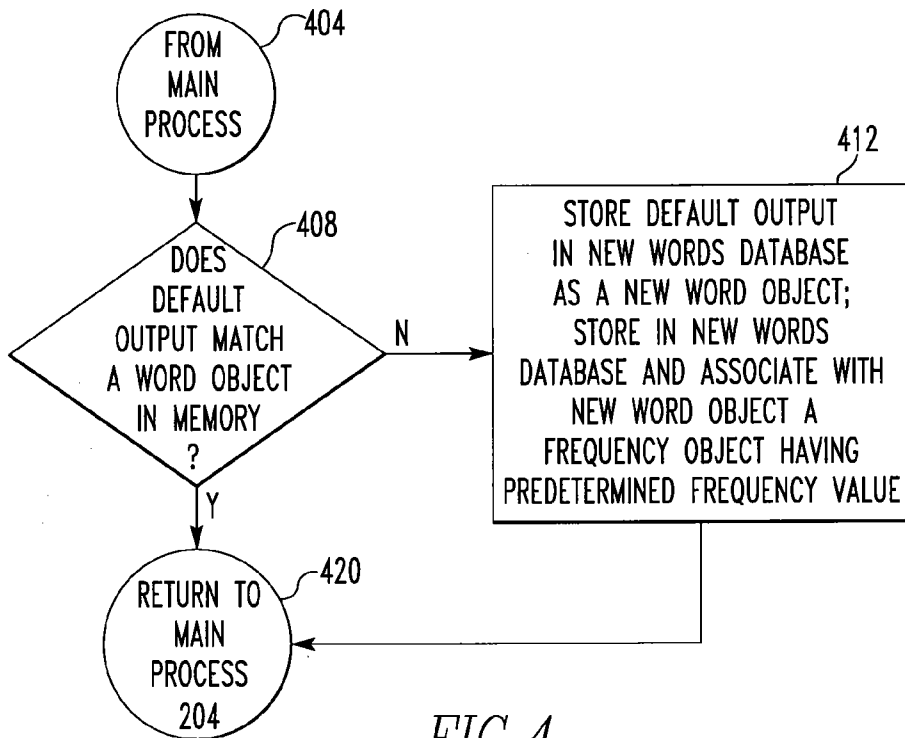 FROM
MAIN
PROCESS
404
DOES
DEFAULT
OUTPUT MATCH
A WORD OBJECT
IN MEMORY
?
408
N
Y
412
STORE DEFAULT OUTPUT
IN NEW WORDS DATABASE
AS A NEW WORD OBJECT;
STORE IN NEW WORDS
DATABASE AND ASSOCIATE WITH
NEW WORD OBJECT A
FREQUENCY OBJECT HAVING
PREDETERMINED FREQUENCY VALUE
RETURN TO
MAIN
PROCESS
204
420
FIG. 4